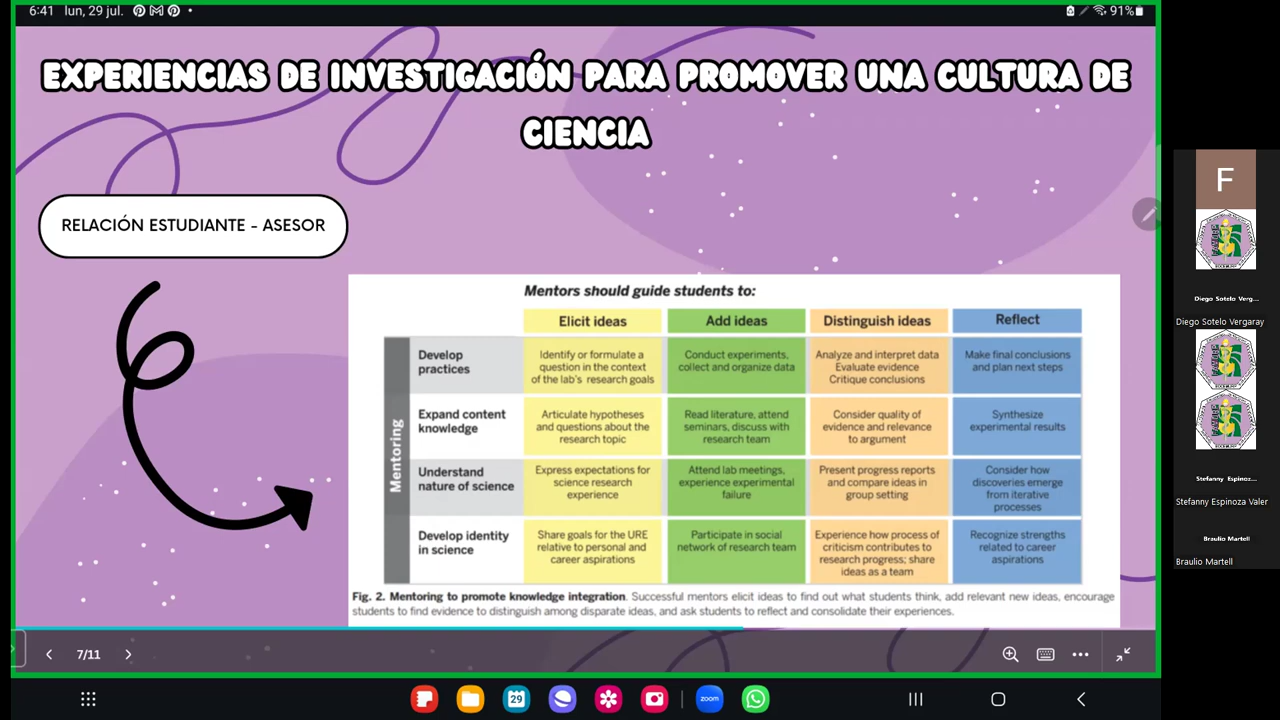 6:41 lun, 29 jul.
91%
EXPERIENCIAS DE INVESTIGACIÓN PARA PROMOVER UNA CULTURA DE
CIENCIA
RELACIÓN ESTUDIANTE - ASESOR
Mentors should guide students to:
Elicit ideas
Add ideas
Distinguish ideas
Reflect
Mentoring
Develop
practices
Identify or formulate a
question in the context
of the lab's research goals
Conduct experiments,
collect and organize data
Analyze and interpret data
Evaluate evidence
Critique conclusions
Make final conclusions
and plan next steps
Expand content
knowledge
Articulate hypotheses
and questions about the
research topic
Read literature, attend
seminars, discuss with
research team
Consider quality of
evidence and relevance
to argument
Synthesize
experimental results
Understand
nature of science
Express expectations for
science research
experience
Attend lab meetings,
experience experimental
failure
Present progress reports
and compare ideas in
group setting
Consider how
discoveries emerge
from iterative
processes
Develop identity
in science
Share goals for the URE
relative to personal and
career aspirations
Participate in social
network of research team
Experience how process of
criticism contributes to
research progress; share
ideas as a team
Recognize strengths
related to career
aspirations
Fig. 2. Mentoring to promote knowledge integration. Successful mentors elicit ideas to find out what students think, add relevant new ideas, encourage
students to find evidence to distinguish among disparate ideas, and ask students to reflect and consolidate their experiences.
7/11
29
zoom
F
Diego Sotelo Verg...
Diego Sotelo Vergaray
Stefanny Espinoz...
Stefanny Espinoza Valer
Braulio Martell
Braulio Martell